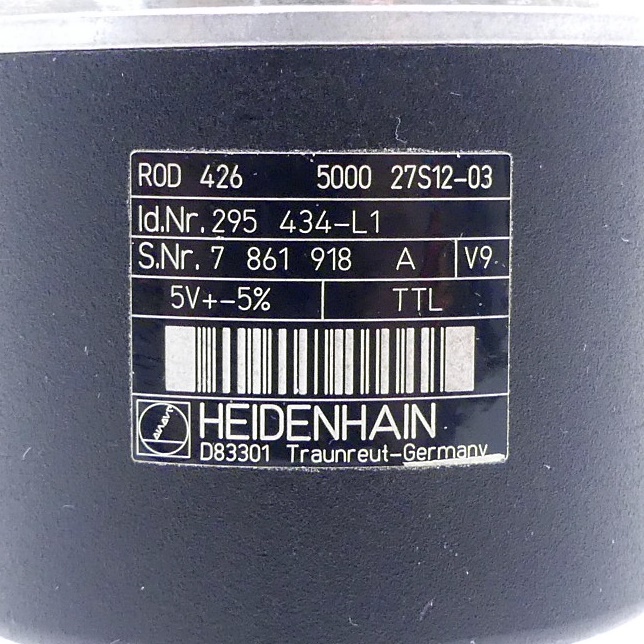 ROD 426 5000 27S12-03
Id.Nr. 295 434-L1
S.Nr. 7 861 918 A V9
5V+-5% TTL
HEIDENHAIN
D83301 Traunreut-Germany